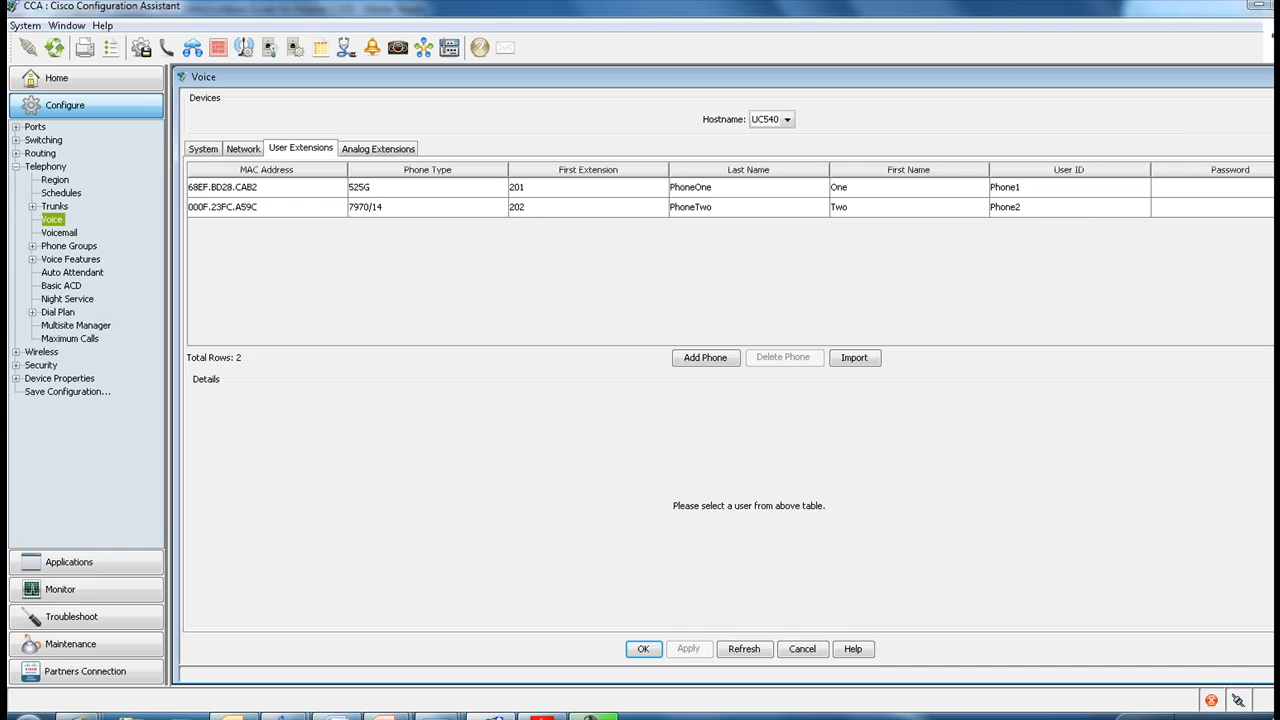 CCA : Cisco Configuration Assistant
System Window Help
Home
Configure
Ports
Switching
Routing
Telephony
Region
Schedules
Trunks
Voice
Voicemail
Phone Groups
Voice Features
Auto Attendant
Basic ACD
Night Service
Dial Plan
Multisite Manager
Maximum Calls
Wireless
Security
Device Properties
Save Configuration...
Applications
Monitor
Troubleshoot
Maintenance
Partners Connection
Voice
Devices
Hostname: UC540
System Network User Extensions Analog Extensions
MAC Address Phone Type First Extension Last Name First Name User ID Password
68EF.BD28.CAB2 525G 201 PhoneOne One Phone1
000F.23FC.A59C 7970/14 202 PhoneTwo Two Phone2
Total Rows: 2 Add Phone Delete Phone Import
Details
Please select a user from above table.
OK Apply Refresh Cancel Help